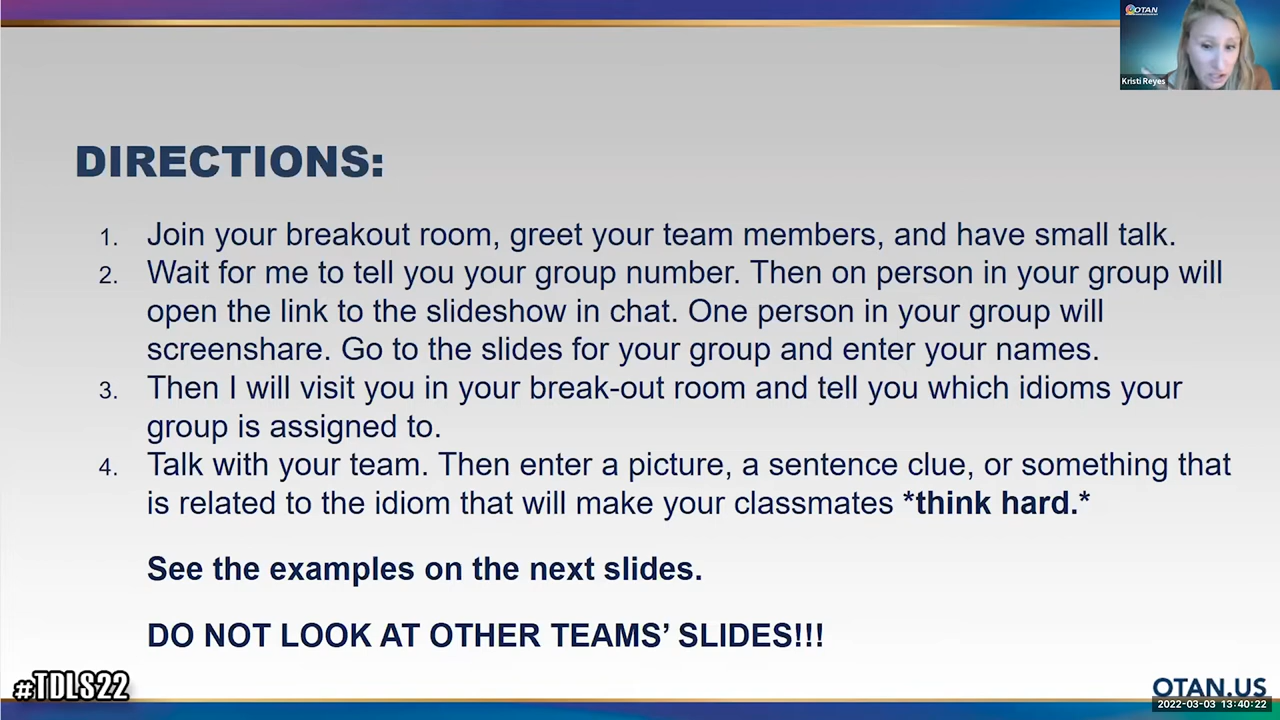 OTAN
Kristi Reyes
DIRECTIONS:
1. Join your breakout room, greet your team members, and have small talk.
2. Wait for me to tell you your group number. Then on person in your group will
open the link to the slideshow in chat. One person in your group will
screenshare. Go to the slides for your group and enter your names.
3. Then I will visit you in your break-out room and tell you which idioms your
group is assigned to.
4. Talk with your team. Then enter a picture, a sentence clue, or something that
is related to the idiom that will make your classmates *think hard.*
See the examples on the next slides.
DO NOT LOOK AT OTHER TEAMS’ SLIDES!!!
#TDLS22
OTAN.US
2022-03-03 13:40:22